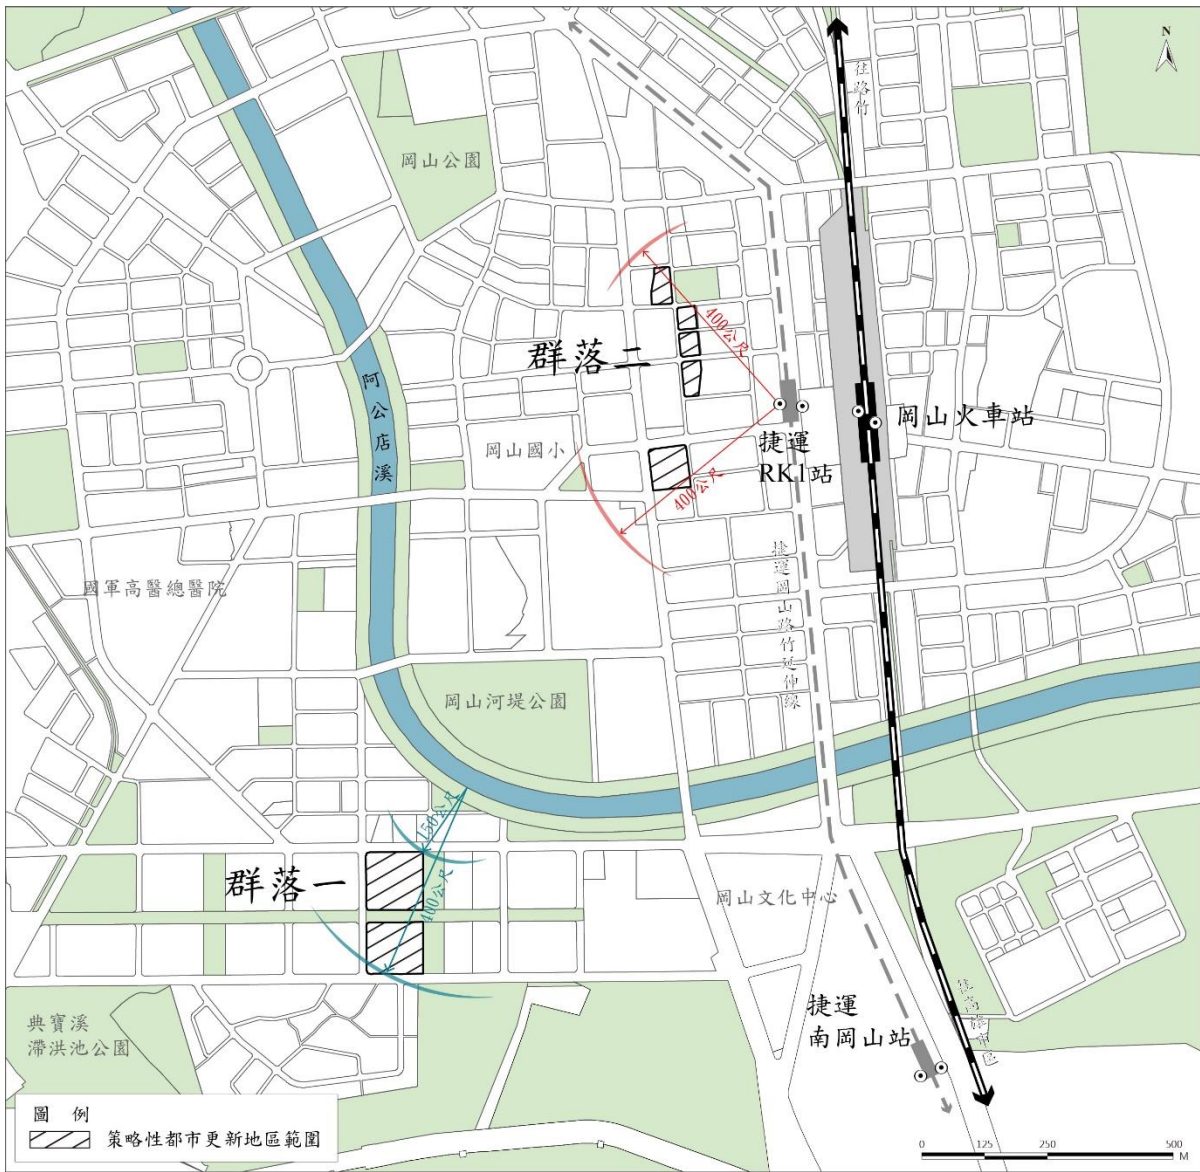 N
往路竹
岡山公園
400公尺
群落二
阿公店溪
岡山國小
捷運
RK1站
岡山火車站
400公尺
國軍高醫總醫院
捷運岡山路竹延伸線
岡山河堤公園
150公尺
群落一
400公尺
岡山文化中心
往高雄市區
捷運
南岡山站
典寶溪
滯洪池公園
圖 例
策略性都市更新地區範圍
0 125 250 500
M